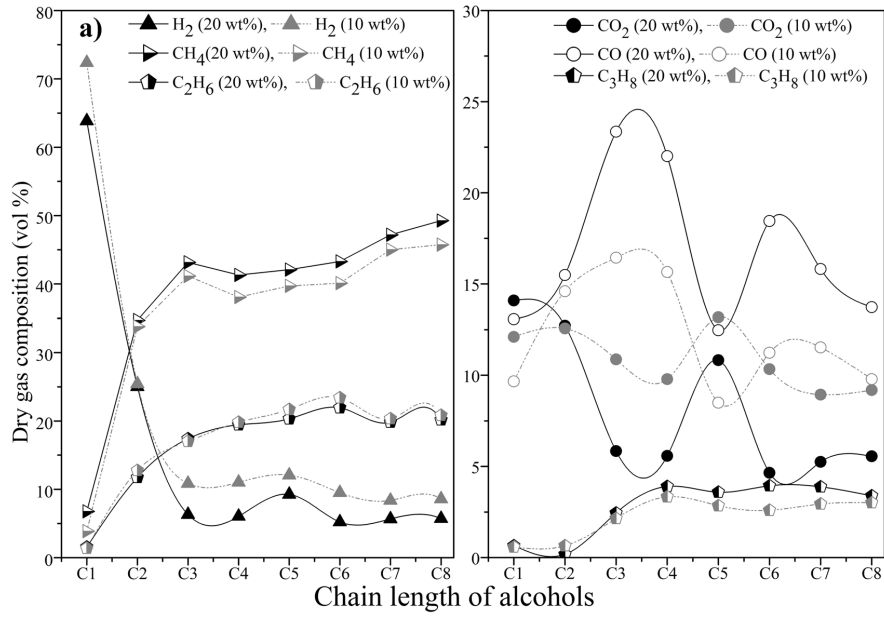 a)
H2 (20 wt%), H2 (10 wt%)
CH4(20 wt%), CH4 (10 wt%)
C2H6 (20 wt%), C2H6 (10 wt%)
CO2 (20 wt%), CO2 (10 wt%)
CO (20 wt%), CO (10 wt%)
C3H8 (20 wt%), C3H8 (10 wt%)
Dry gas composition (vol %)
80
70
60
50
40
30
20
10
0
30
25
20
15
10
5
0
C1 C2 C3 C4 C5 C6 C7 C8
C1 C2 C3 C4 C5 C6 C7 C8
Chain length of alcohols